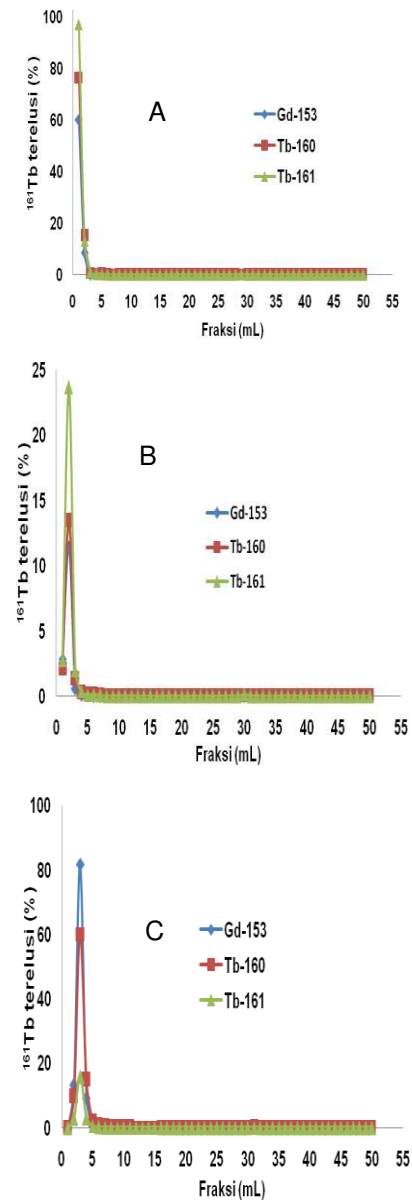 100
80
60
40
20
0
¹⁶¹Tb terelusi (%)
A
Gd-153
Tb-160
Tb-161
0 5 10 15 20 25 30 35 40 45 50 55
Fraksi (mL)
25
20
15
10
5
0
¹⁶¹Tb terelusi (%)
B
Gd-153
Tb-160
Tb-161
0 5 10 15 20 25 30 35 40 45 50 55
Fraksi (mL)
100
80
60
40
20
0
¹⁶¹Tb terelusi (%)
C
Gd-153
Tb-160
Tb-161
0 5 10 15 20 25 30 35 40 45 50 55
Fraksi (mL)